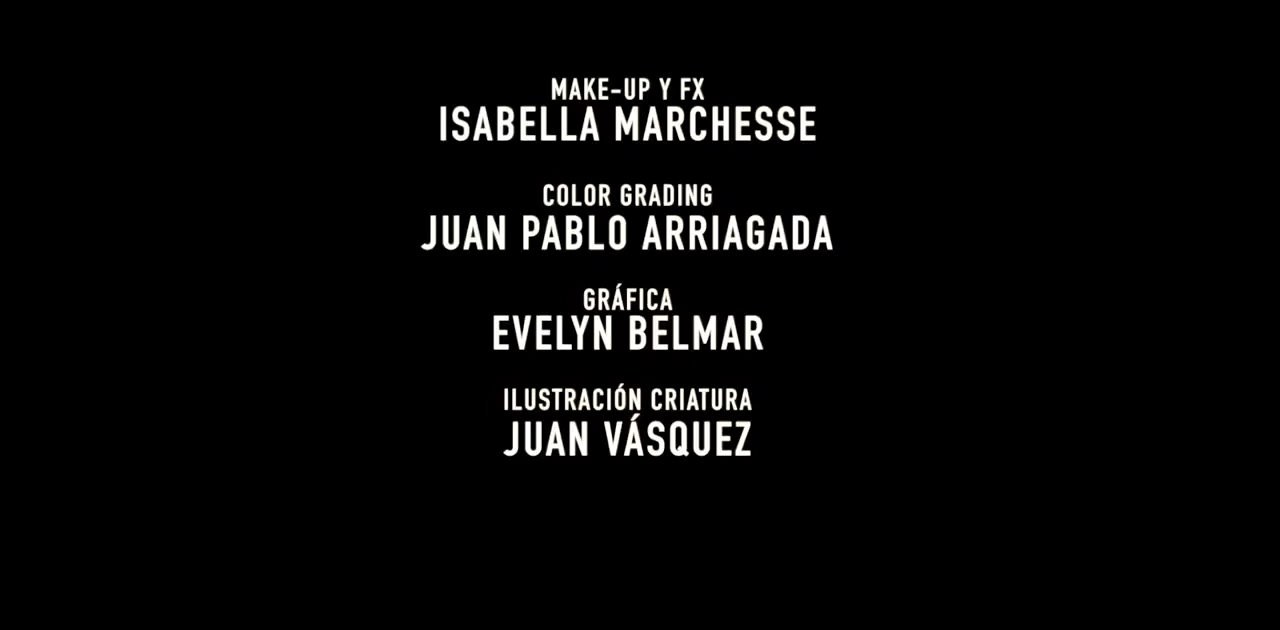 MAKE-UP Y FX
ISABELLA MARCHESSE
COLOR GRADING
JUAN PABLO ARRIAGADA
GRÁFICA
EVELYN BELMAR
ILUSTRACIÓN CRIATURA
JUAN VÁSQUEZ